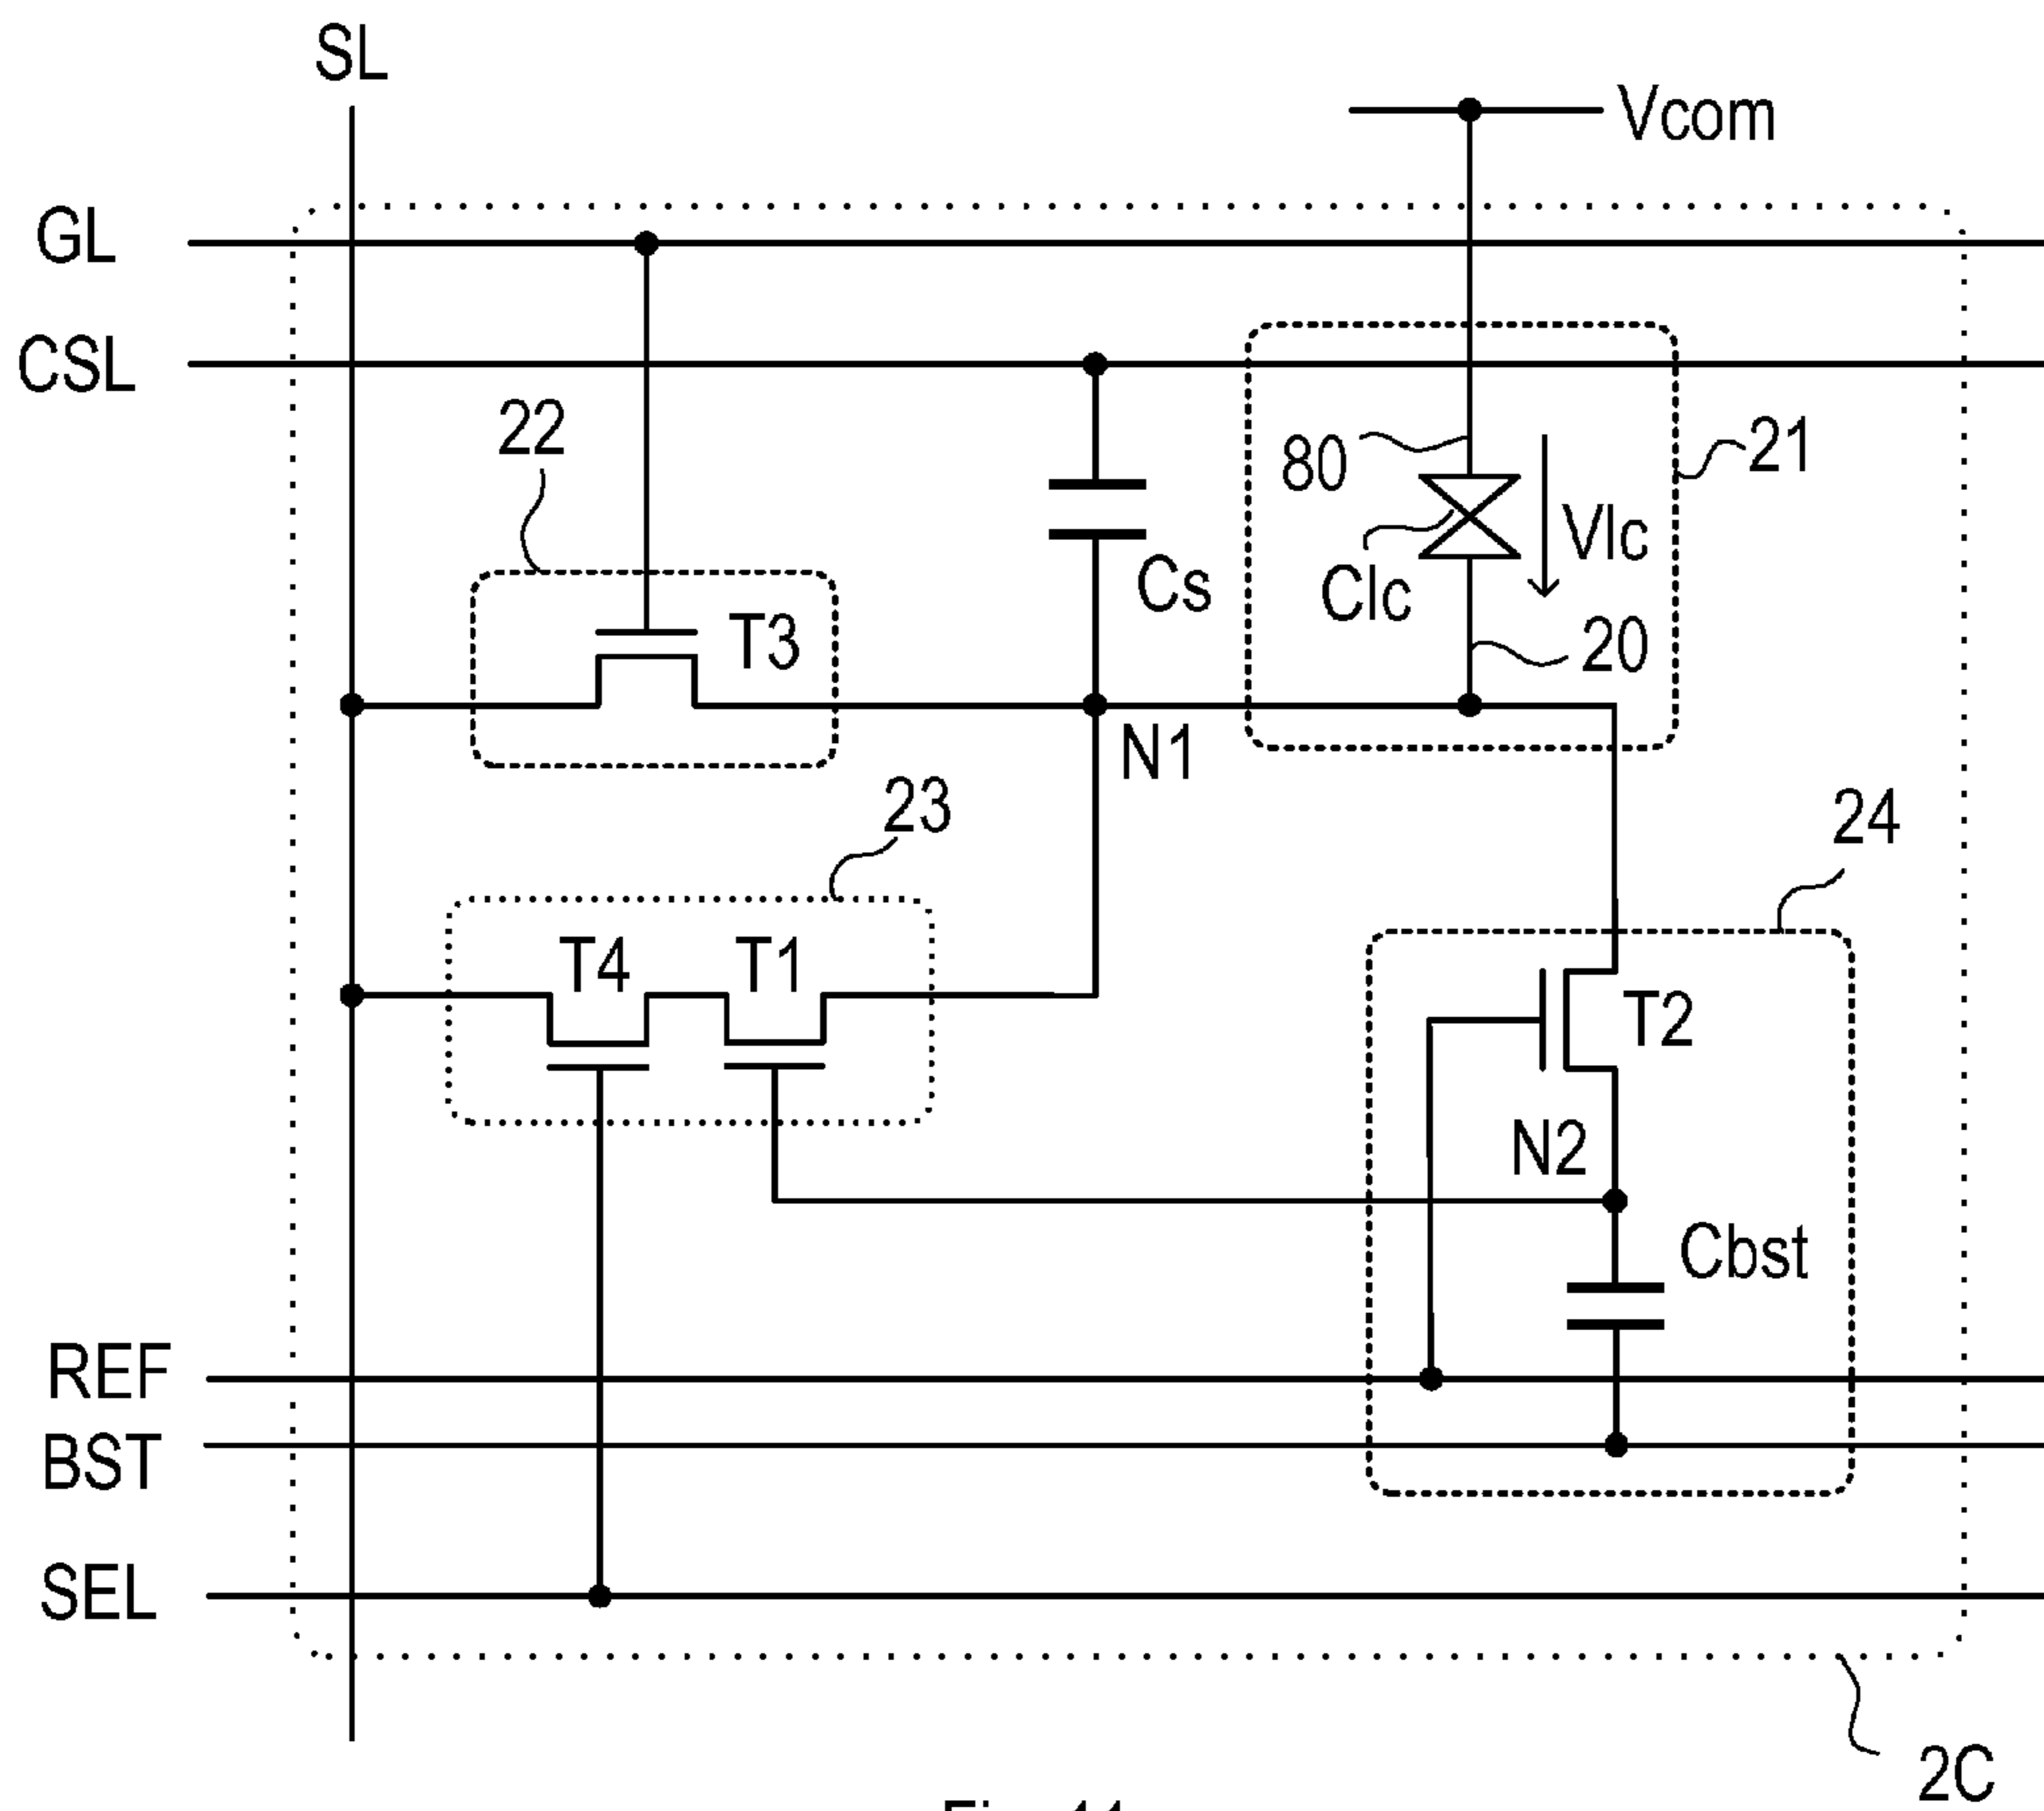 SL
Vcom
GL
CSL
22
80
21
Vlc
Clc
Cs
T3
20
N1
23
24
T4 T1
T2
N2
Cbst
REF
BST
SEL
2C